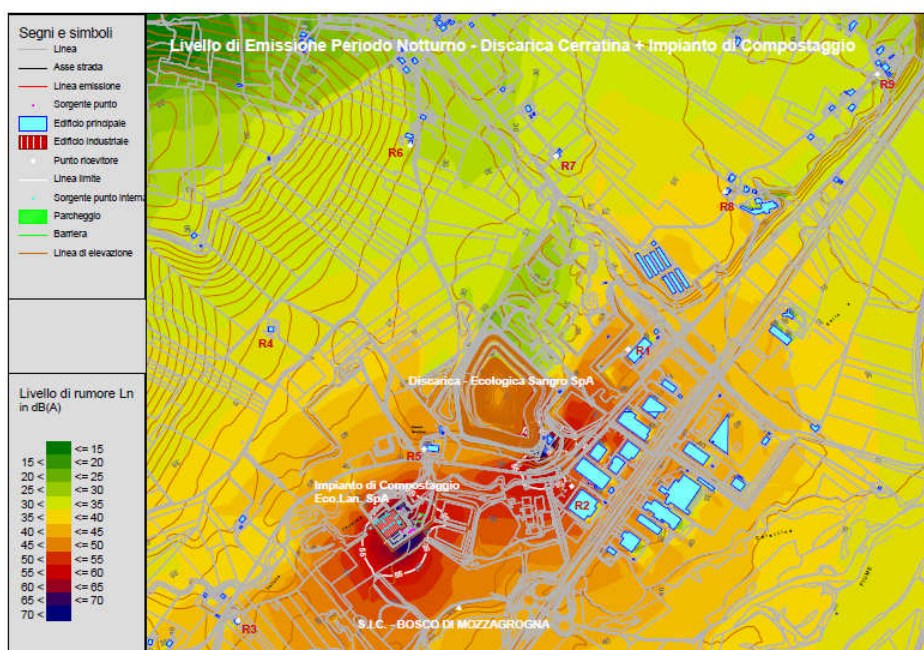 Segni e simboli
Linea
Asse strada
Linea emissione
Sorgente punto
Edificio principale
Edificio industriale
Punto ricevitore
Linea limite
Sorgente punto interna
Parcheggio
Barriera
Linea di elevazione
Livello di rumore Ln
in dB(A)
<= 15
15 < <= 20
20 < <= 25
25 < <= 30
30 < <= 35
35 < <= 40
40 < <= 45
45 < <= 50
50 < <= 55
55 < <= 60
60 < <= 65
65 < <= 70
70 <
Livello di Emissione Periodo Notturno - Discarica Cerratina + Impianto di Compostaggio
R9
R6
R7
R8
R4
R1
Discarica - Ecologica Sangro SpA
R5
Impianto di Compostaggio
Eco.Lan. SpA
R2
55
55
FIUME
R3
S.I.C. - BOSCO DI MOZZAGROGNA